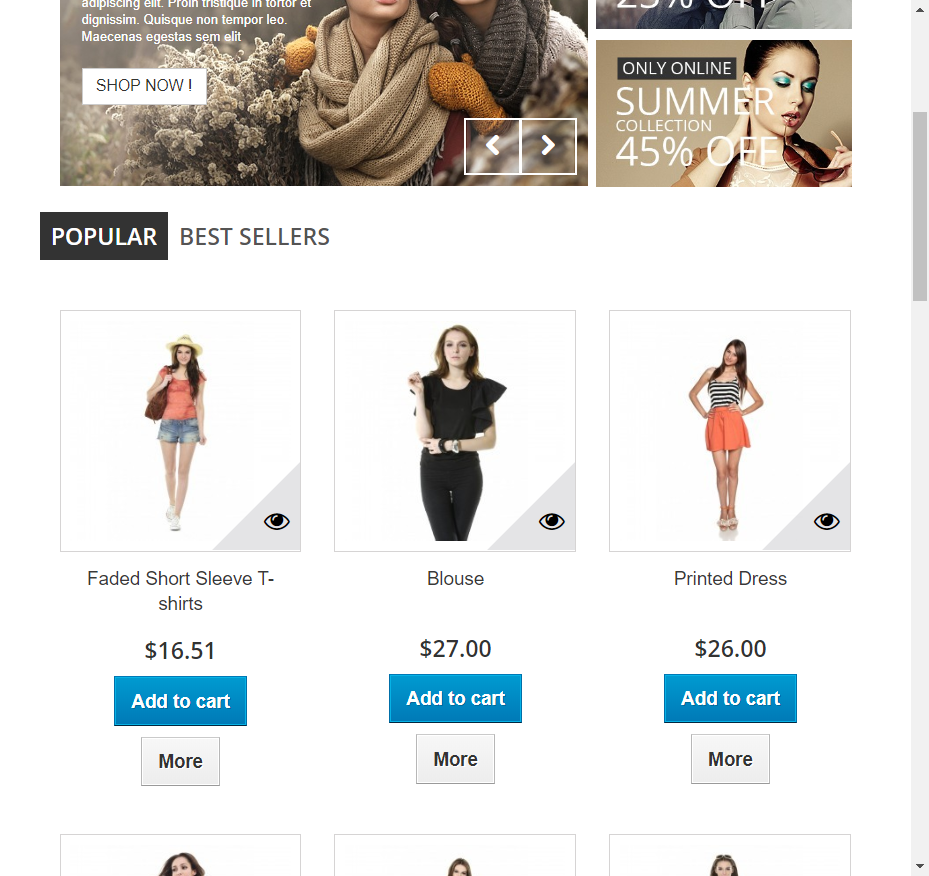 adipiscing elit. Proin tristique in tortor et
dignissim. Quisque non tempor leo.
Maecenas egestas sem elit
SHOP NOW !
25% OFF
ONLY ONLINE
SUMMER
COLLECTION
45% OFF
POPULAR BEST SELLERS
Faded Short Sleeve T-
shirts
$16.51
Add to cart
More
Blouse
$27.00
Add to cart
More
Printed Dress
$26.00
Add to cart
More